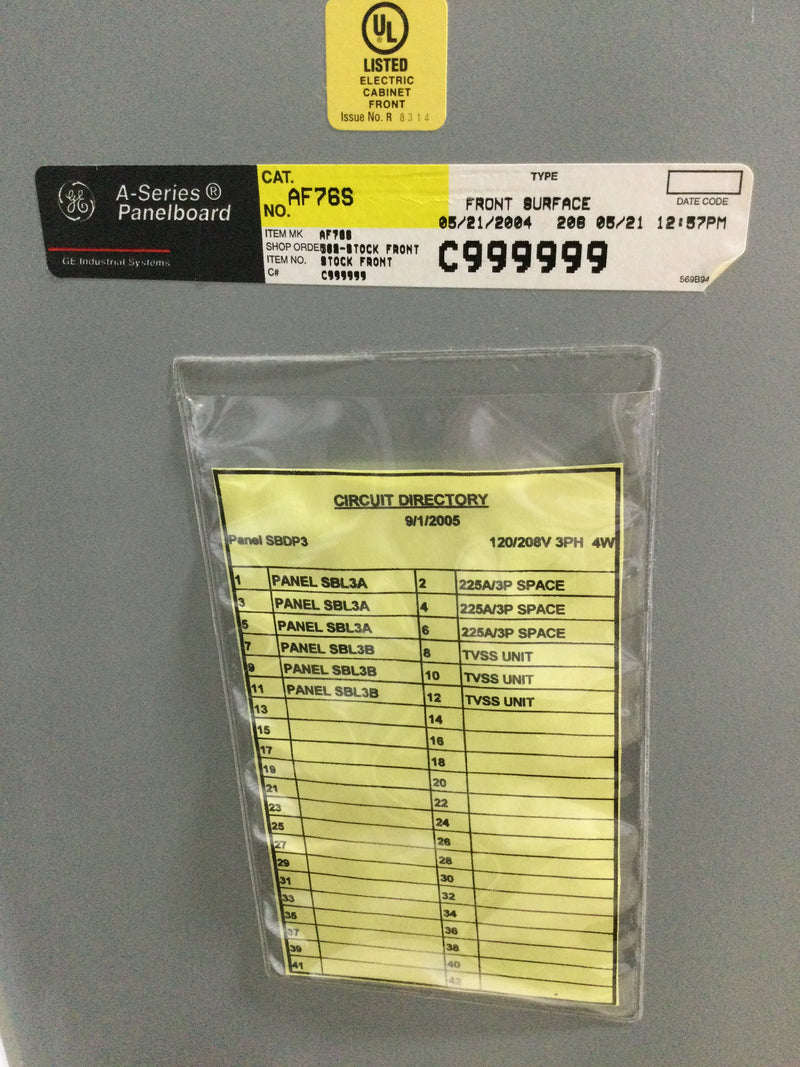 UL
®
LISTED
ELECTRIC
CABINET
FRONT
Issue No. R 8314
GE
A-Series ®
Panelboard
GE Industrial Systems
CAT.
NO. AF76S
ITEM MK AF76S
SHOP ORDE 568-STOCK FRONT
ITEM NO. STOCK FRONT
C# C999999
TYPE
FRONT SURFACE
DATE CODE
05/21/2004 208 05/21 12:57PM
C999999
569B94
CIRCUIT DIRECTORY
9/1/2005
Panel SBDP3 120/208V 3PH 4W
1 PANEL SBL3A 2 225A/3P SPACE
3 PANEL SBL3A 4 225A/3P SPACE
5 PANEL SBL3A 6 225A/3P SPACE
7 PANEL SBL3B 8 TVSS UNIT
9 PANEL SBL3B 10 TVSS UNIT
11 PANEL SBL3B 12 TVSS UNIT
13 14
15 16
17 18
19 20
21 22
23 24
25 26
27 28
29 30
31 32
33 34
35 36
37 38
39 40
41 42